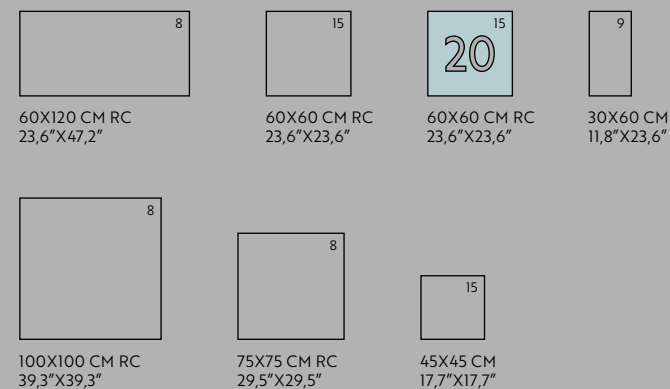 8
15
15
20
9
60X120 CM RC
23,6"X47,2"
60X60 CM RC
23,6"X23,6"
60X60 CM RC
23,6"X23,6"
30X60 CM
11,8"X23,6"
8
8
15
100X100 CM RC
39,3"X39,3"
75X75 CM RC
29,5"X29,5"
45X45 CM
17,7"X17,7"